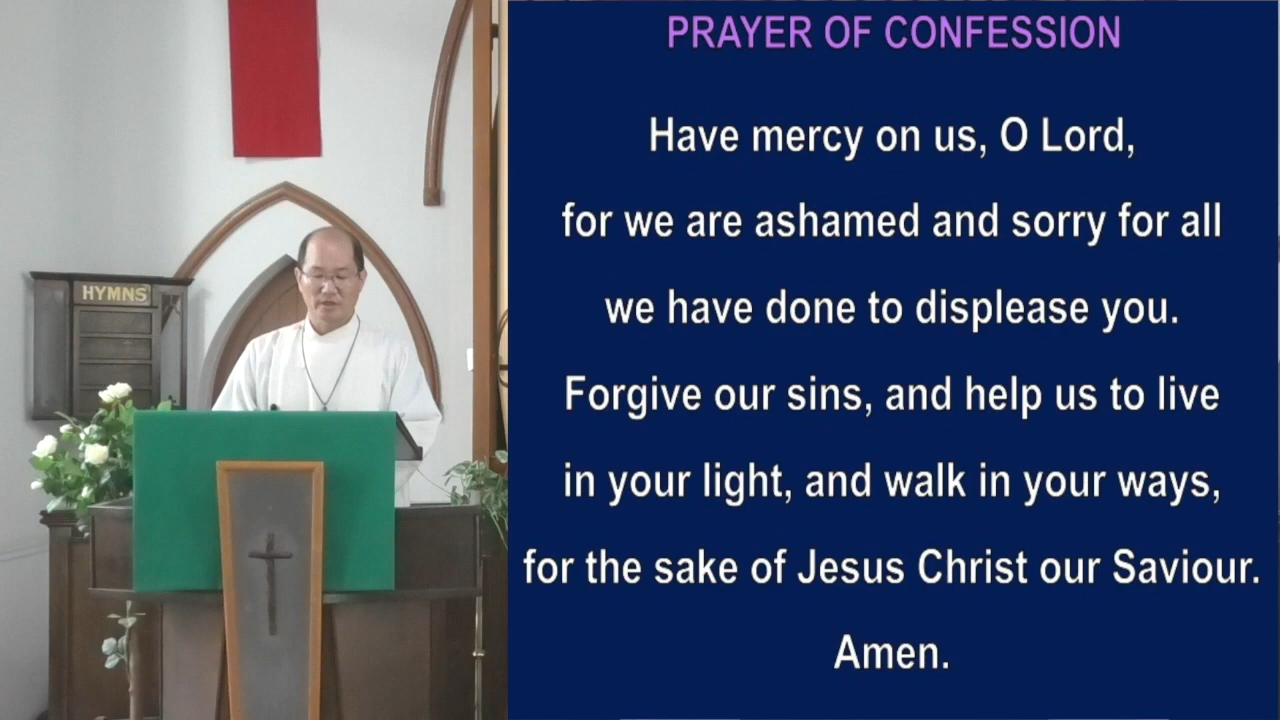 HYMNS
PRAYER OF CONFESSION
Have mercy on us, O Lord,
for we are ashamed and sorry for all
we have done to displease you.
Forgive our sins, and help us to live
in your light, and walk in your ways,
for the sake of Jesus Christ our Saviour.
Amen.